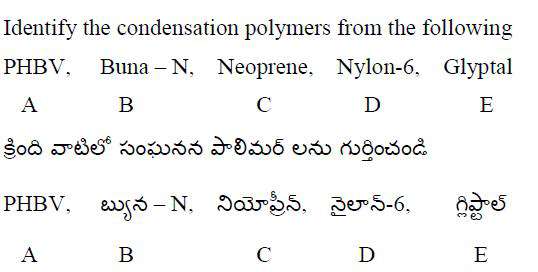 Identify the condensation polymers from the following
PHBV, Buna – N, Neoprene, Nylon-6, Glyptal
A B C D E
క్రింది వాటిలో సంఘనన పాలిమర్ లను గుర్తించండి
PHBV, బ్యున – N, నియోప్రీన్, నైలాన్-6, గ్లిప్టాల్
A B C D E